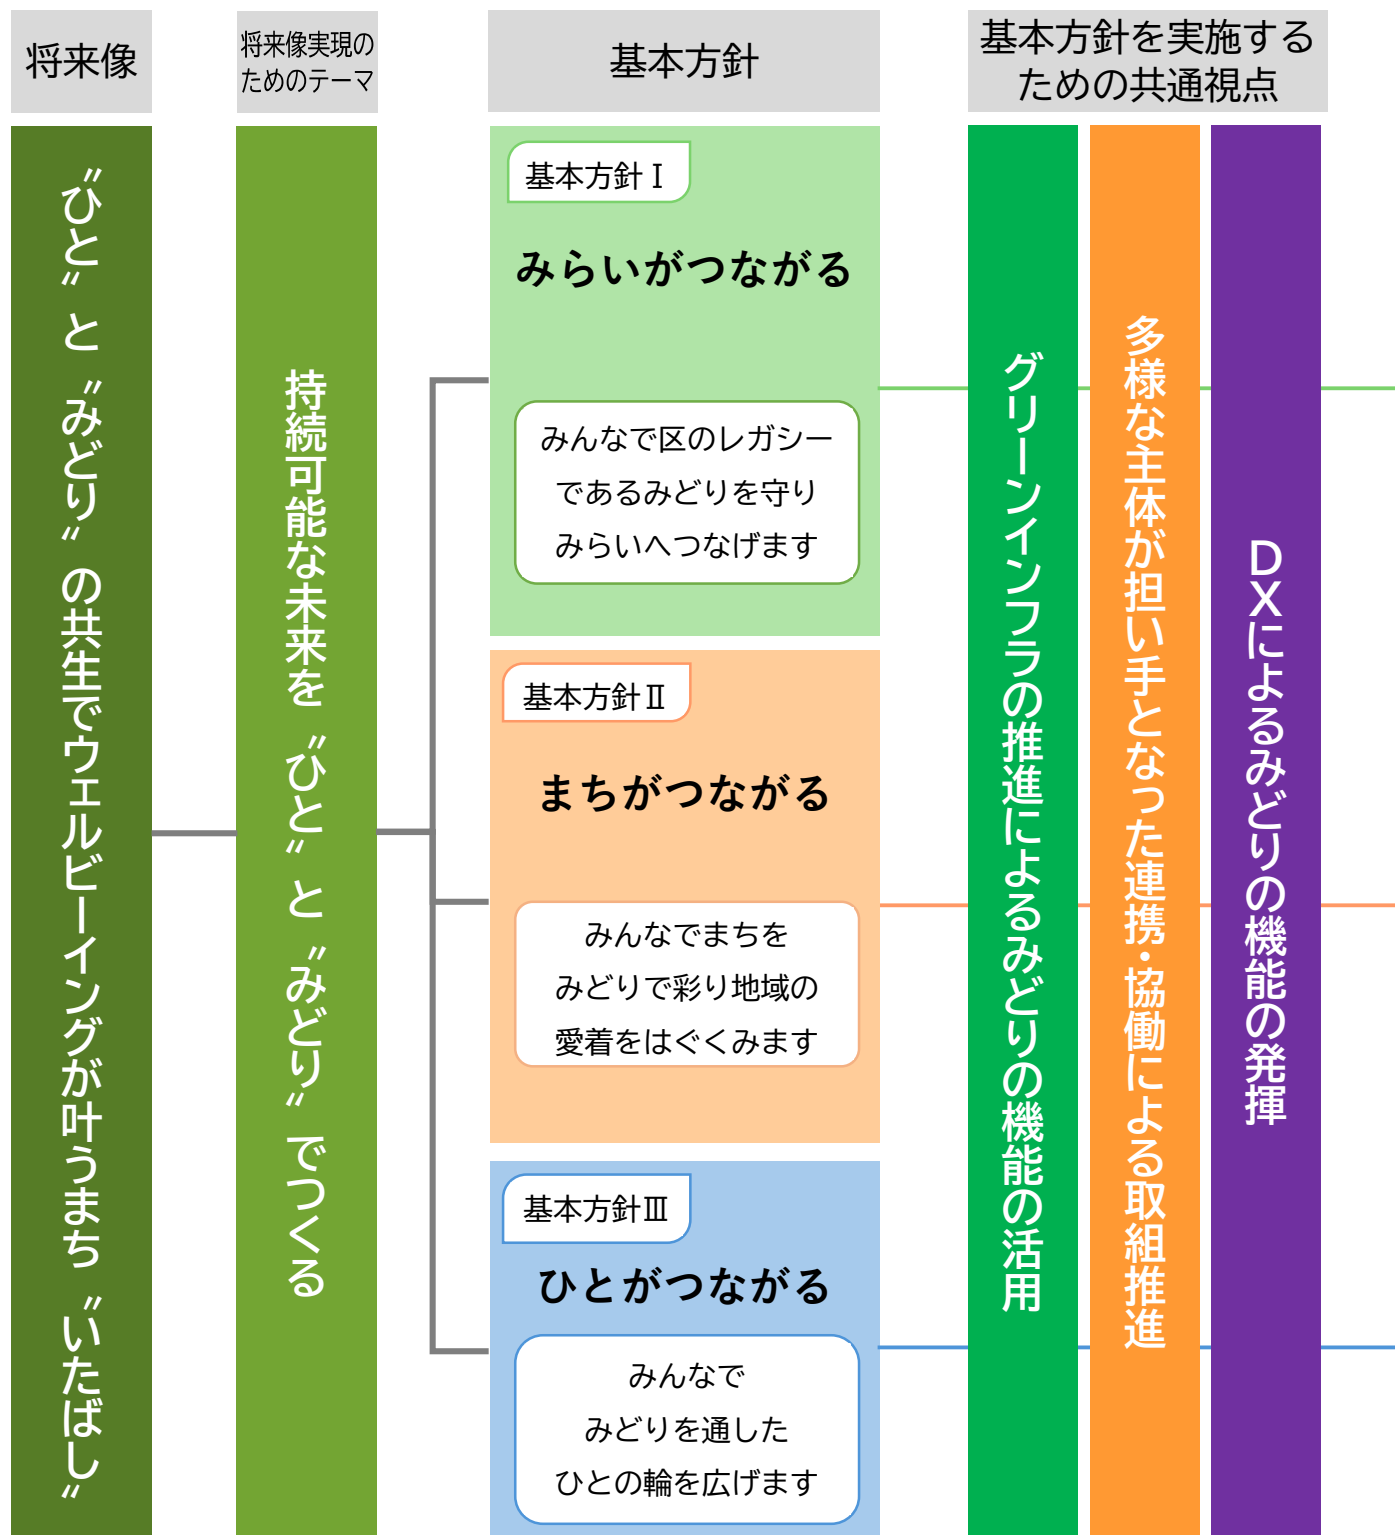 将来像
将来像実現の
ためのテーマ
基本方針
基本方針を実施する
ための共通視点
〝ひと〟と〝みどり〟の共生でウェルビーイングが叶うまち〝いたばし〟
持続可能な未来を〝ひと〟と〝みどり〟でつくる
基本方針Ⅰ
みらいがつながる
みんなで区のレガシー
であるみどりを守り
みらいへつなげます
基本方針Ⅱ
まちがつながる
みんなでまちを
みどりで彩り地域の
愛着をはぐくみます
基本方針Ⅲ
ひとがつながる
みんなで
みどりを通した
ひとの輪を広げます
グリーンインフラの推進によるみどりの機能の活用
多様な主体が担い手となった連携・協働による取組推進
DXによるみどりの機能の発揮